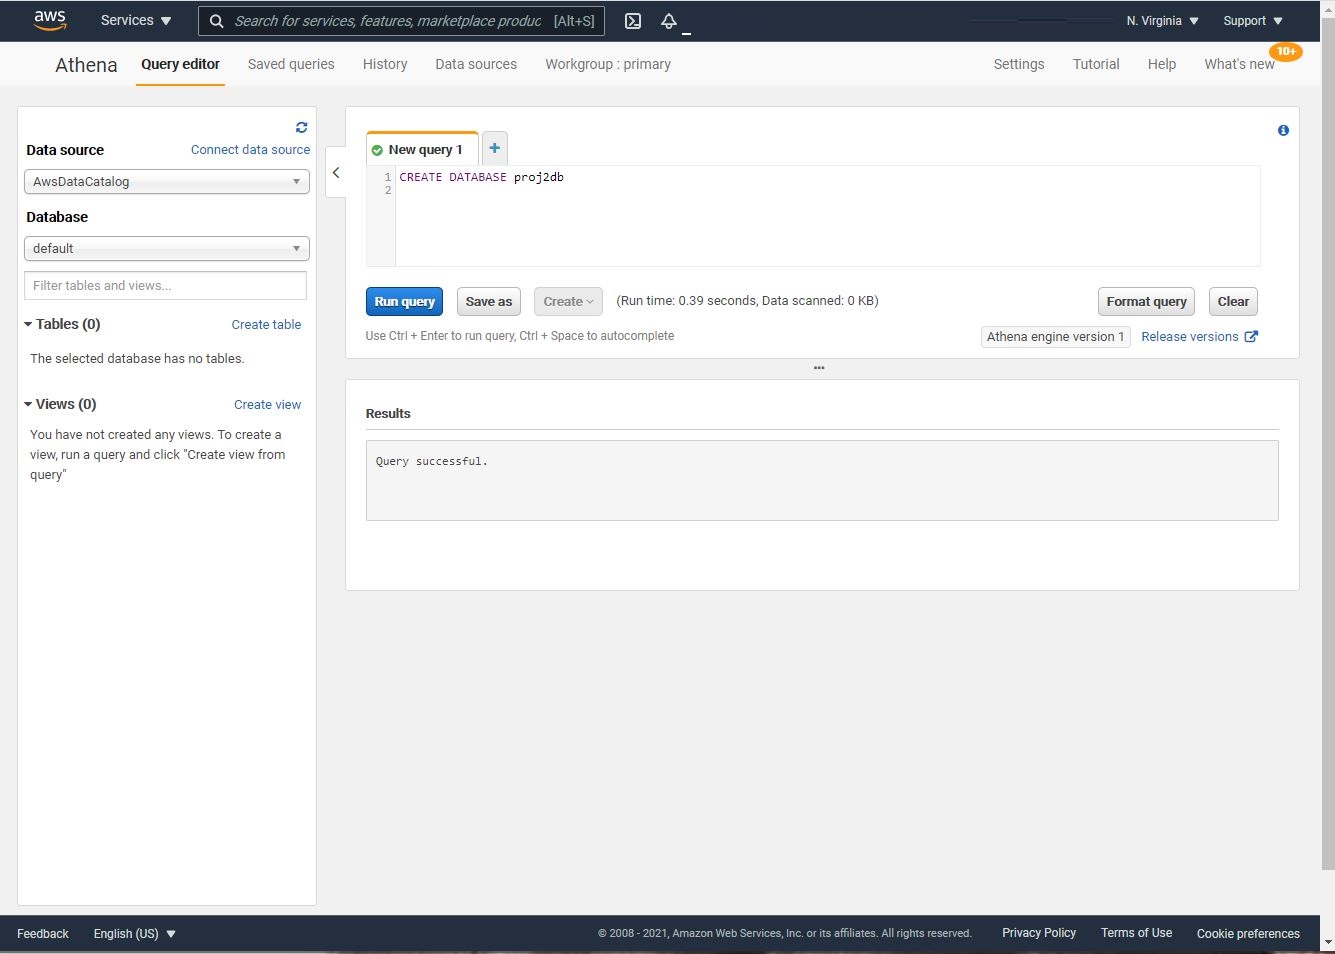 aws
Services
Search for services, features, marketplace produc [Alt+S]
N. Virginia
Support
Athena
Query editor
Saved queries
History
Data sources
Workgroup : primary
Settings
Tutorial
Help
What's new
10+
Data source
Connect data source
AwsDataCatalog
Database
default
Filter tables and views...
Tables (0)
Create table
The selected database has no tables.
Views (0)
Create view
You have not created any views. To create a
view, run a query and click "Create view from
query"
New query 1
+
1 CREATE DATABASE proj2db
2
Run query
Save as
Create
(Run time: 0.39 seconds, Data scanned: 0 KB)
Format query
Clear
Use Ctrl + Enter to run query, Ctrl + Space to autocomplete
Athena engine version 1
Release versions
Results
Query successful.
Feedback
English (US)
© 2008 - 2021, Amazon Web Services, Inc. or its affiliates. All rights reserved.
Privacy Policy
Terms of Use
Cookie preferences